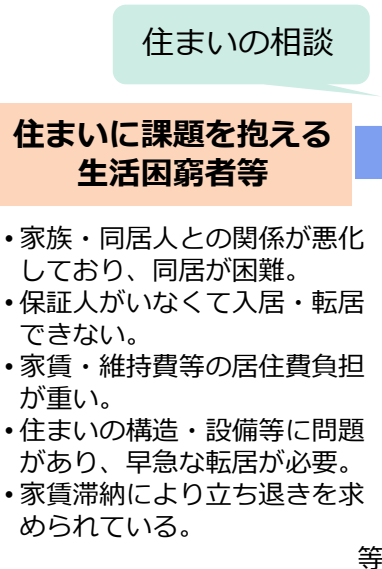 住まいの相談
住まいに課題を抱える
生活困窮者等
• 家族・同居人との関係が悪化
しており、同居が困難。
• 保証人がいなくて入居・転居
できない。
• 家賃・維持費等の居住費負担
が重い。
• 住まいの構造・設備等に問題
があり、早急な転居が必要。
• 家賃滞納により立ち退きを求
められている。
等